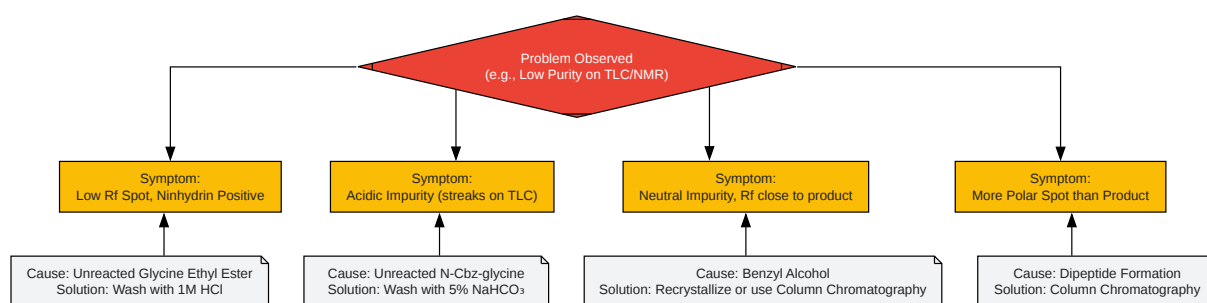 Problem Observed
(e.g., Low Purity on TLC/NMR)
Symptom:
Low Rf Spot, Ninhydrin Positive
Symptom:
Acidic Impurity (streaks on TLC)
Symptom:
Neutral Impurity, Rf close to product
Symptom:
More Polar Spot than Product
Cause: Unreacted Glycine Ethyl Ester
Solution: Wash with 1M HCl
Cause: Unreacted N-Cbz-glycine
Solution: Wash with 5% NaHCO₃
Cause: Benzyl Alcohol
Solution: Recrystallize or use Column Chromatography
Cause: Dipeptide Formation
Solution: Column Chromatography